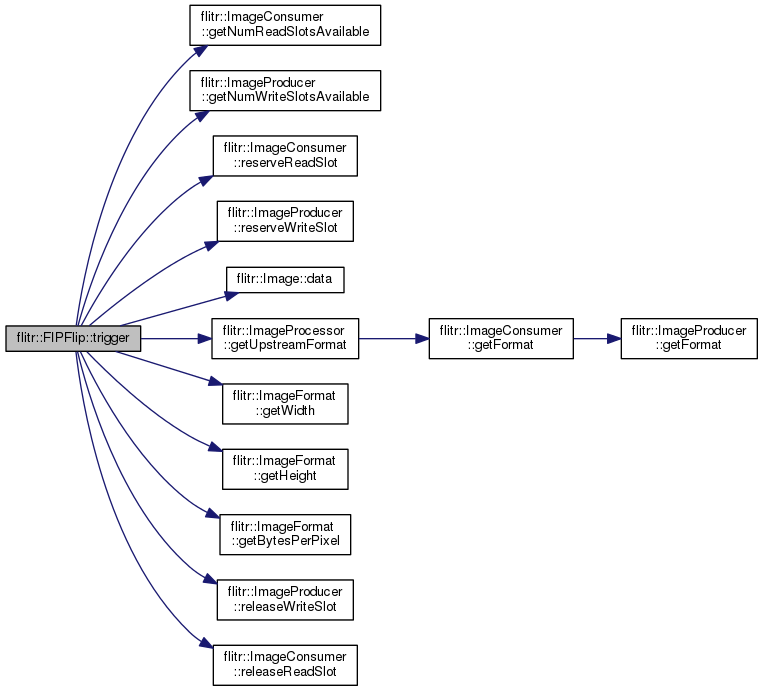 flitr::ImageConsumer
::getNumReadSlotsAvailable
flitr::ImageProducer
::getNumWriteSlotsAvailable
flitr::ImageConsumer
::reserveReadSlot
flitr::ImageProducer
::reserveWriteSlot
flitr::Image::data
flitr::FIPFlip::trigger
flitr::ImageProcessor
::getUpstreamFormat
flitr::ImageConsumer
::getFormat
flitr::ImageProducer
::getFormat
flitr::ImageFormat
::getWidth
flitr::ImageFormat
::getHeight
flitr::ImageFormat
::getBytesPerPixel
flitr::ImageProducer
::releaseWriteSlot
flitr::ImageConsumer
::releaseReadSlot